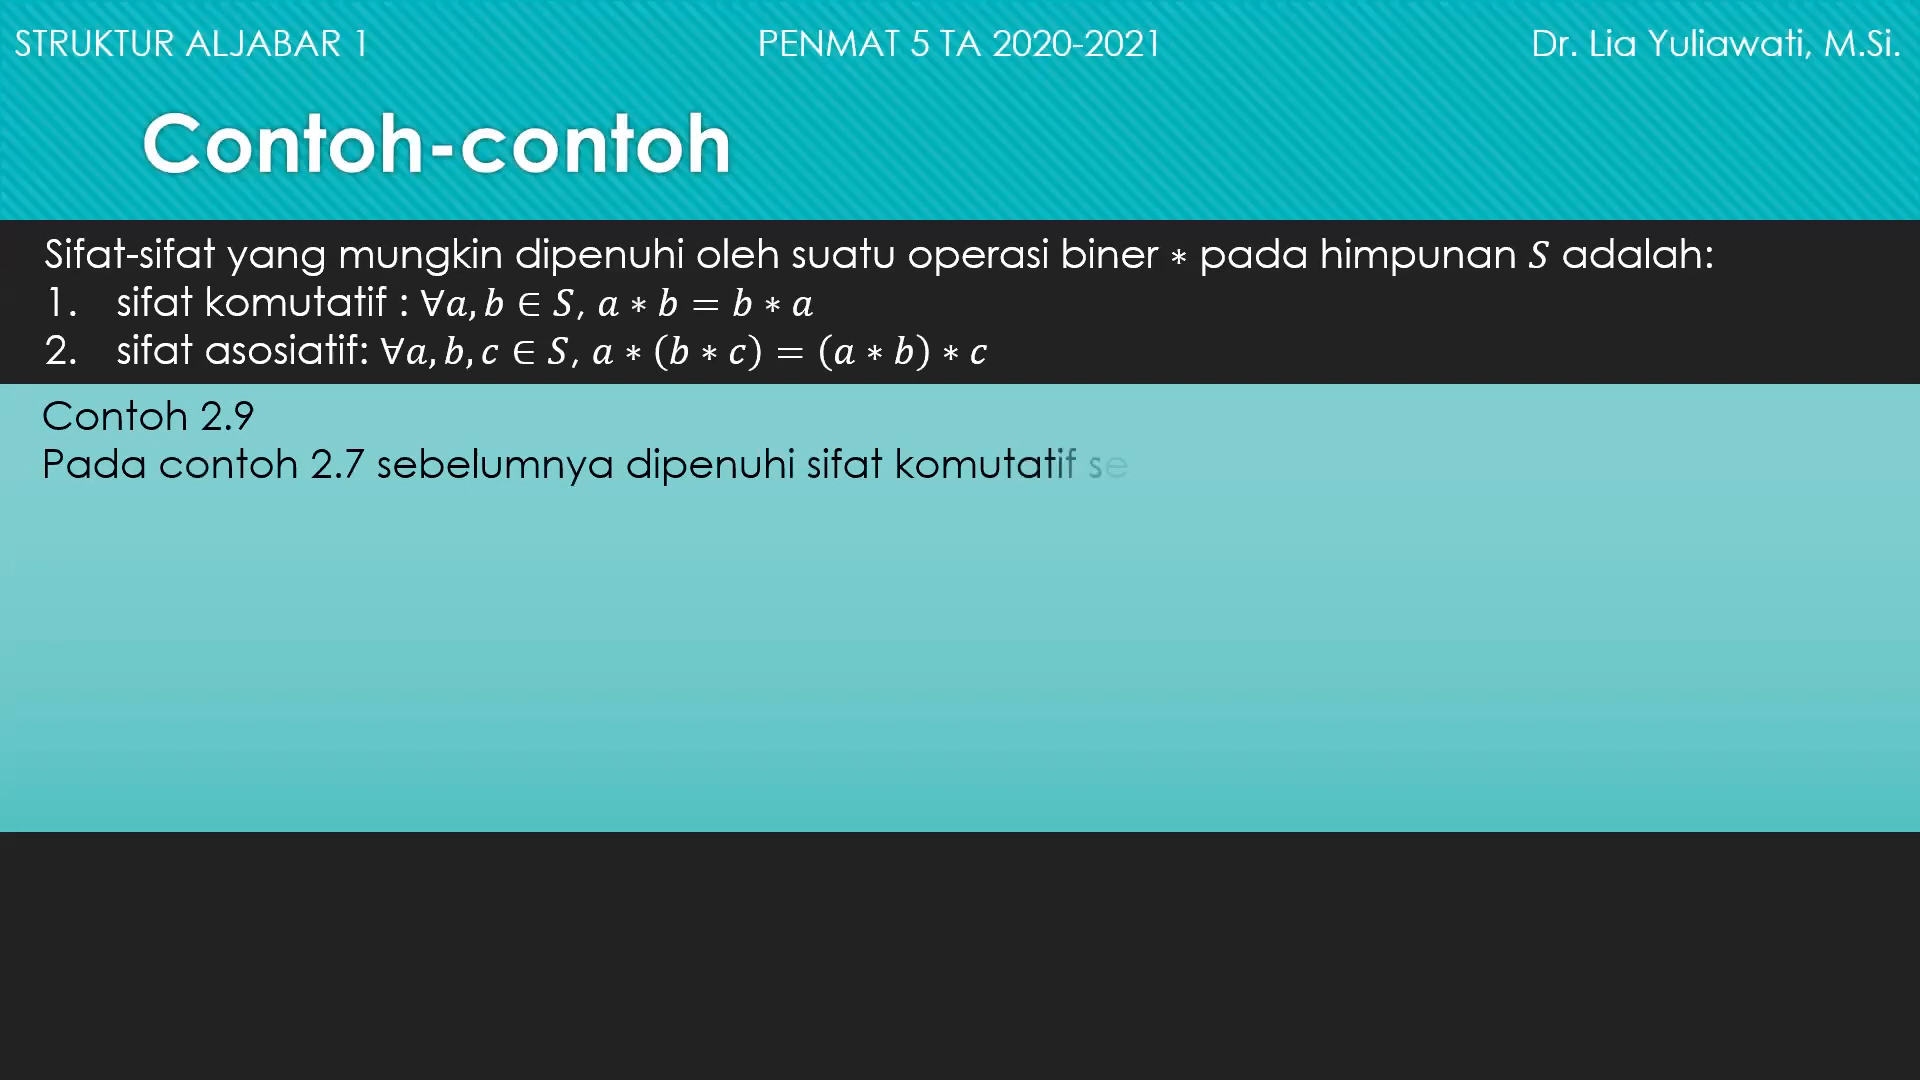 STRUKTUR ALJABAR 1
PENMAT 5 TA 2020-2021
Dr. Lia Yuliawati, M.Si.
Contoh-contoh
Sifat-sifat yang mungkin dipenuhi oleh suatu operasi biner ∗ pada himpunan 𝑆 adalah:
1. sifat komutatif : ∀𝑎, 𝑏 ∈ 𝑆, 𝑎 ∗ 𝑏 = 𝑏 ∗ 𝑎
2. sifat asosiatif: ∀𝑎, 𝑏, 𝑐 ∈ 𝑆, 𝑎 ∗ (𝑏 ∗ 𝑐) = (𝑎 ∗ 𝑏) ∗ 𝑐
Contoh 2.9
Pada contoh 2.7 sebelumnya dipenuhi sifat komutatif se